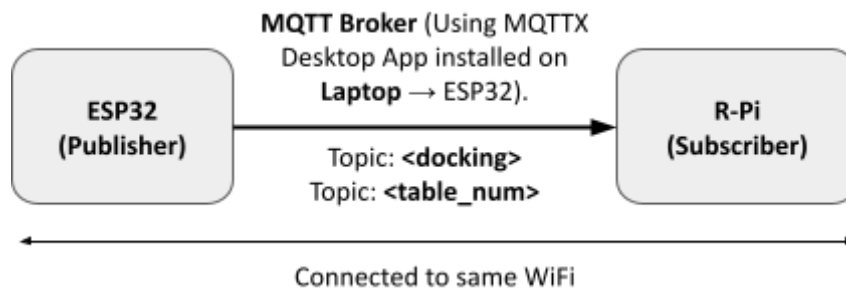 MQTT Broker (Using MQTTX
Desktop App installed on
Laptop → ESP32).
ESP32
(Publisher)
R-Pi
(Subscriber)
Topic: <docking>
Topic: <table_num>
Connected to same WiFi